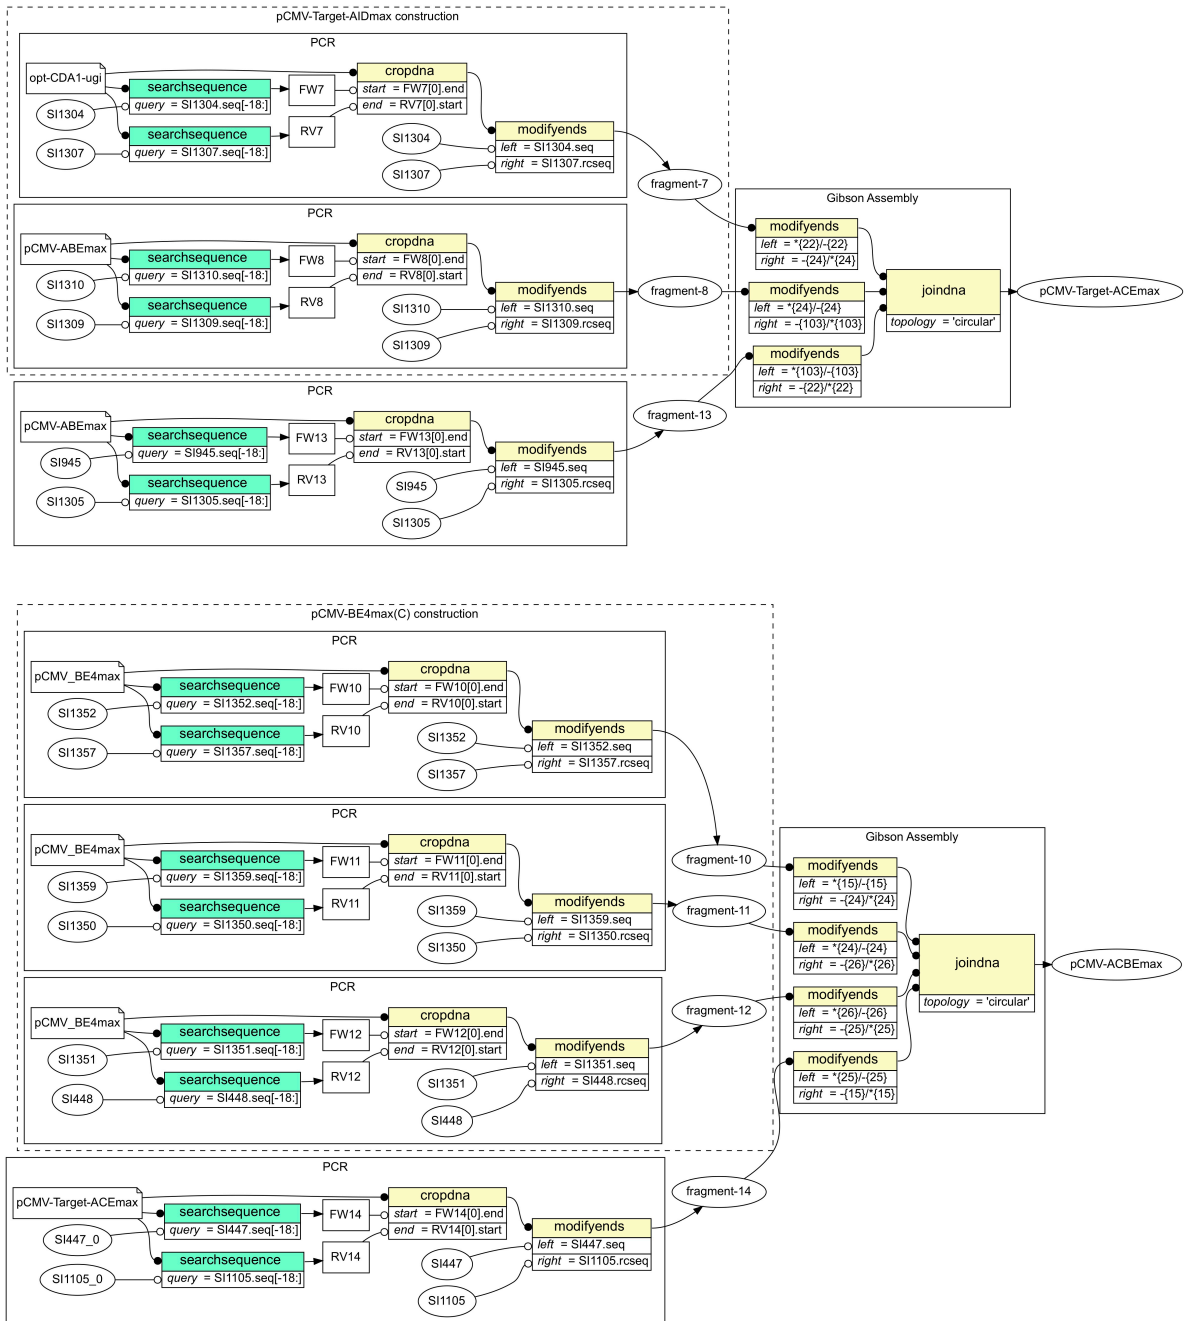 pCMV-Target-AIDmax construction
PCR
opt-CDA1-ugi
SI1304
SI1307
searchsequence
query = SI1304.seq[-18:]
searchsequence
query = SI1307.seq[-18:]
FW7
RV7
cropdna
start = FW7[0].end
end = RV7[0].start
SI1304
SI1307
modifyends
left = SI1304.seq
right = SI1307.rcseq
fragment-7
PCR
pCMV-ABEmax
SI1310
SI1309
searchsequence
query = SI1310.seq[-18:]
searchsequence
query = SI1309.seq[-18:]
FW8
RV8
cropdna
start = FW8[0].end
end = RV8[0].start
SI1310
SI1309
modifyends
left = SI1310.seq
right = SI1309.rcseq
fragment-8
PCR
pCMV-ABEmax
SI945
SI1305
searchsequence
query = SI945.seq[-18:]
searchsequence
query = SI1305.seq[-18:]
FW13
RV13
cropdna
start = FW13[0].end
end = RV13[0].start
SI945
SI1305
modifyends
left = SI945.seq
right = SI1305.rcseq
fragment-13
Gibson Assembly
modifyends
left = *{22}/-{22}
right = -{24}/*{24}
modifyends
left = *{24}/-{24}
right = -{103}/*{103}
modifyends
left = *{103}/-{103}
right = -{22}/*{22}
joindna
topology = 'circular'
pCMV-Target-ACEmax
pCMV-BE4max(C) construction
PCR
pCMV_BE4max
SI1352
SI1357
searchsequence
query = SI1352.seq[-18:]
searchsequence
query = SI1357.seq[-18:]
FW10
RV10
cropdna
start = FW10[0].end
end = RV10[0].start
SI1352
SI1357
modifyends
left = SI1352.seq
right = SI1357.rcseq
fragment-10
PCR
pCMV_BE4max
SI1359
SI1350
searchsequence
query = SI1359.seq[-18:]
searchsequence
query = SI1350.seq[-18:]
FW11
RV11
cropdna
start = FW11[0].end
end = RV11[0].start
SI1359
SI1350
modifyends
left = SI1359.seq
right = SI1350.rcseq
fragment-11
PCR
pCMV_BE4max
SI1351
SI448
searchsequence
query = SI1351.seq[-18:]
searchsequence
query = SI448.seq[-18:]
FW12
RV12
cropdna
start = FW12[0].end
end = RV12[0].start
SI1351
SI448
modifyends
left = SI1351.seq
right = SI448.rcseq
fragment-12
PCR
pCMV-Target-ACEmax
SI447_0
SI1105_0
searchsequence
query = SI447.seq[-18:]
searchsequence
query = SI1105.seq[-18:]
FW14
RV14
cropdna
start = FW14[0].end
end = RV14[0].start
SI447
SI1105
modifyends
left = SI447.seq
right = SI1105.rcseq
fragment-14
Gibson Assembly
modifyends
left = *{15}/-{15}
right = -{24}/*{24}
modifyends
left = *{24}/-{24}
right = -{26}/*{26}
modifyends
left = *{26}/-{26}
right = -{25}/*{25}
modifyends
left = *{25}/-{25}
right = -{15}/*{15}
joindna
topology = 'circular'
pCMV-ACBEmax